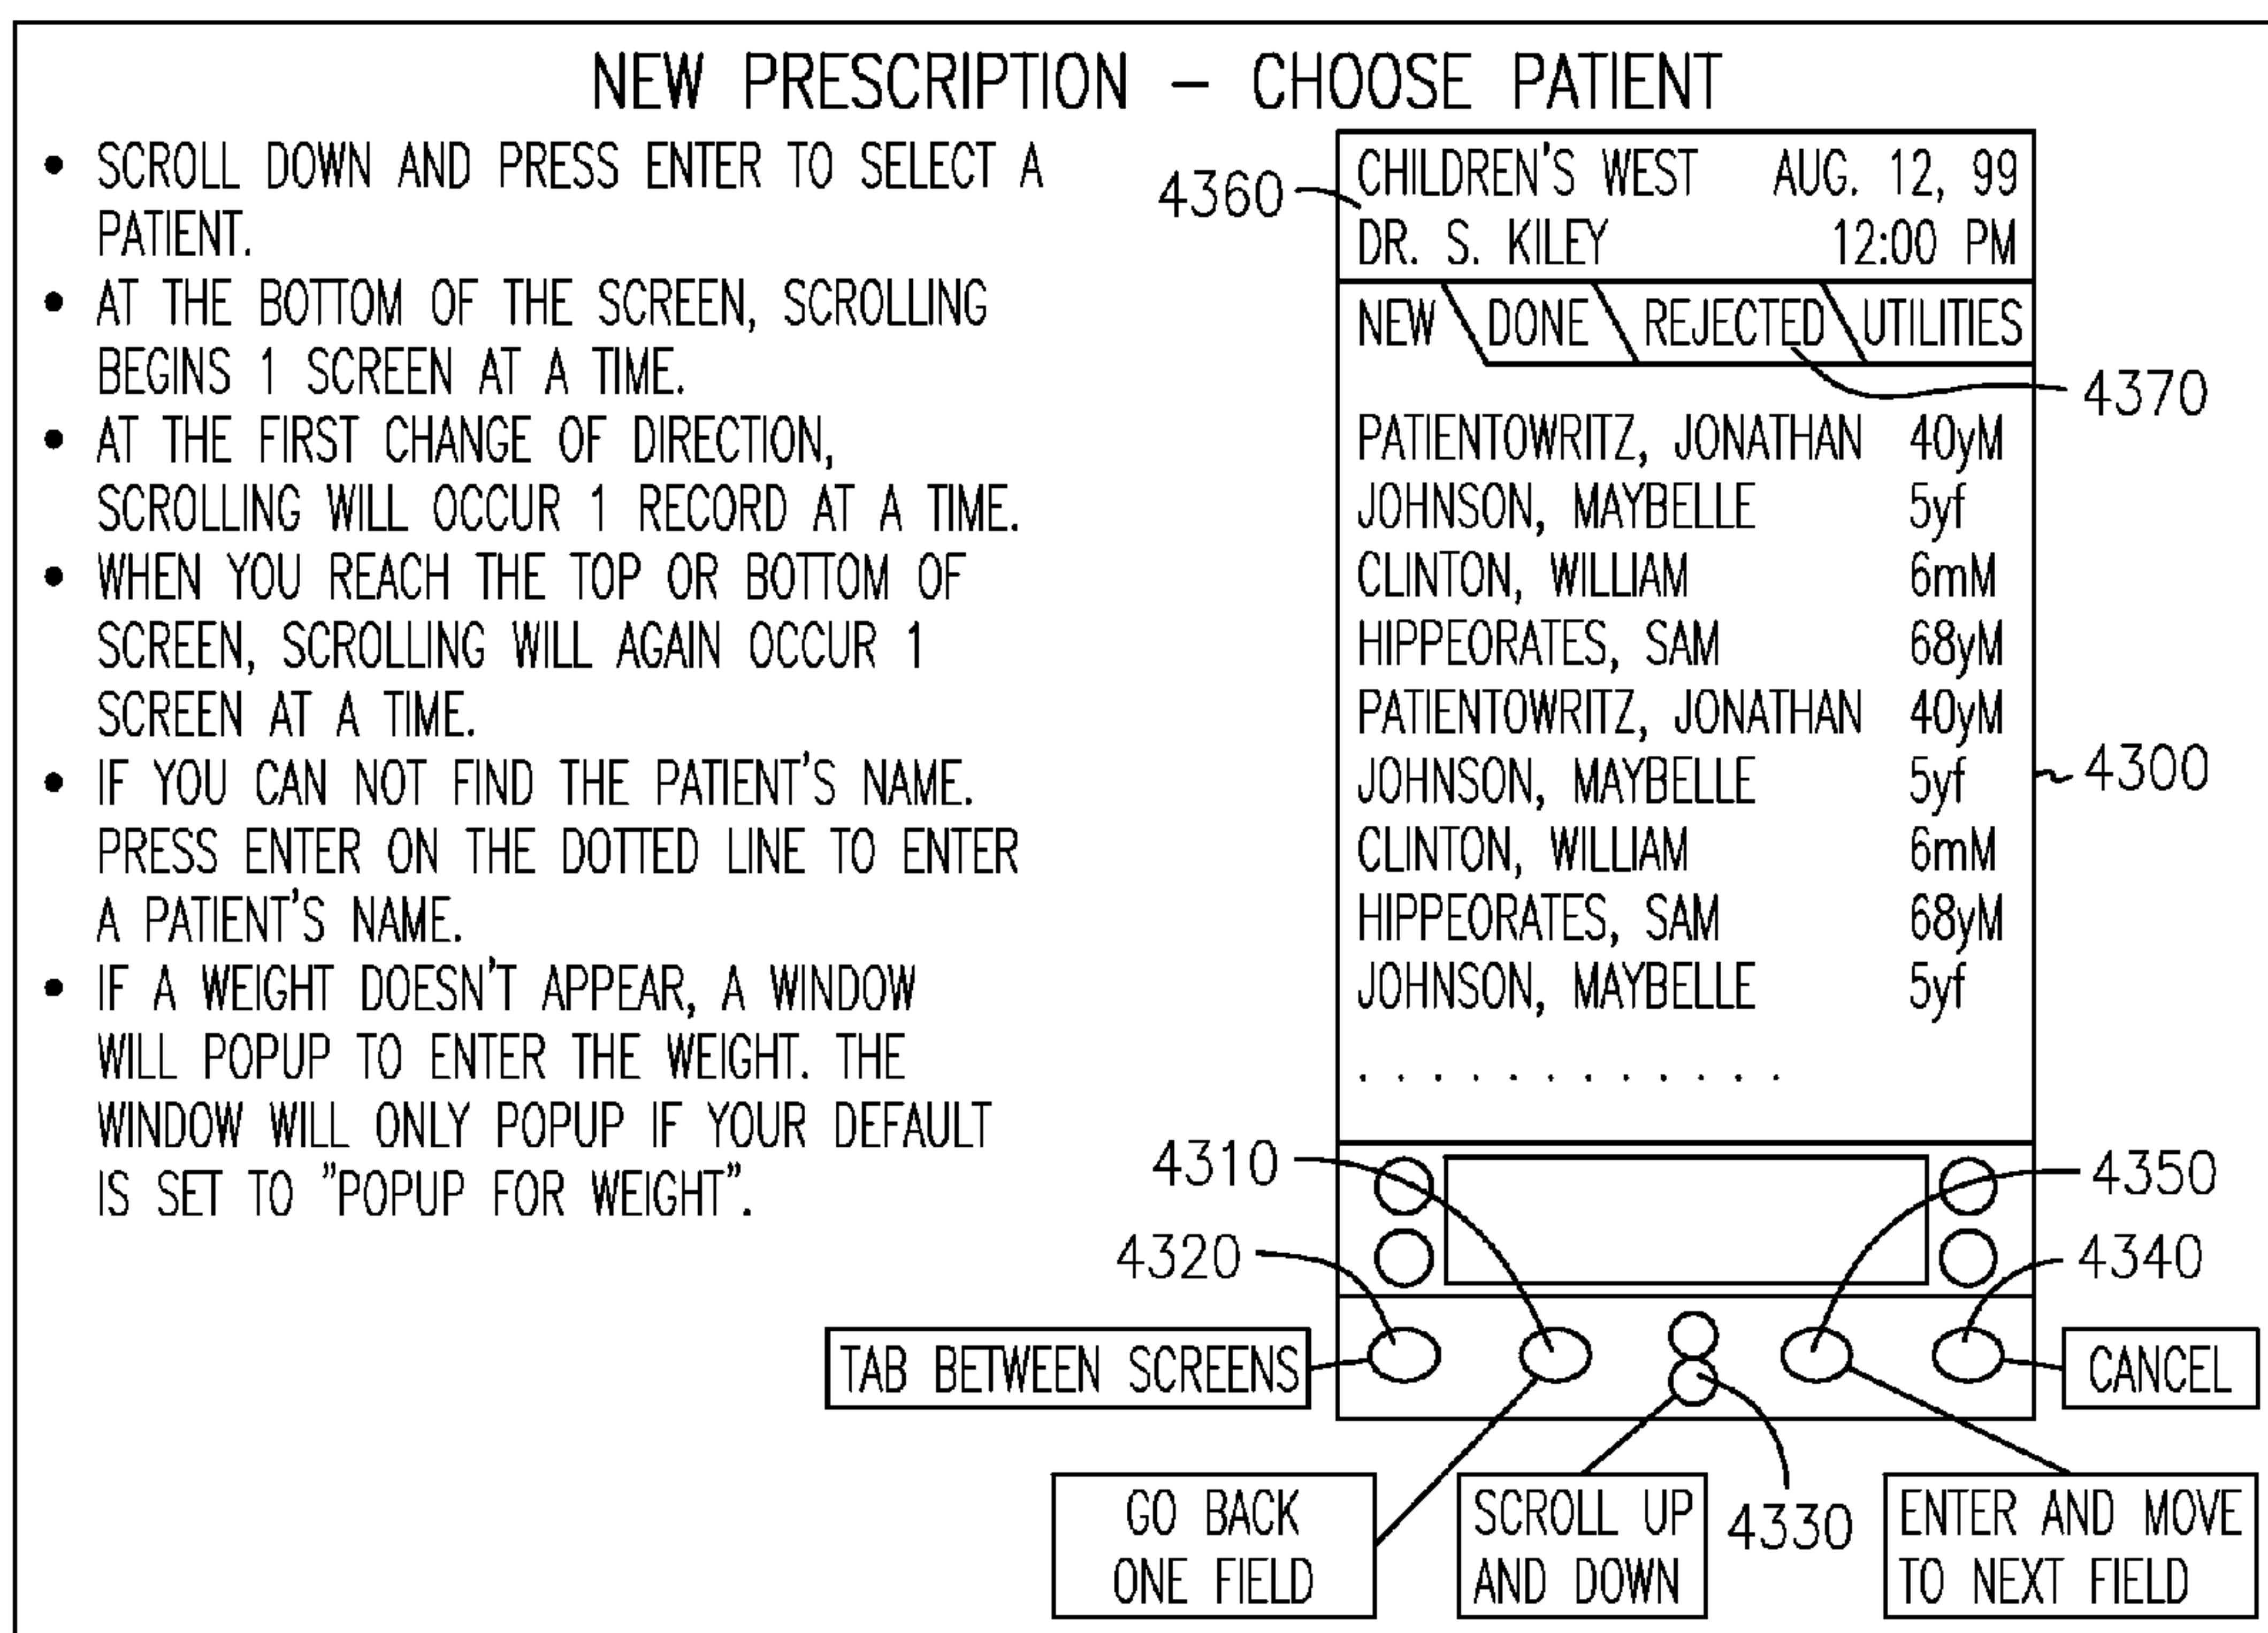 NEW PRESCRIPTION – CHOOSE PATIENT
• SCROLL DOWN AND PRESS ENTER TO SELECT A
PATIENT.
• AT THE BOTTOM OF THE SCREEN, SCROLLING
BEGINS 1 SCREEN AT A TIME.
• AT THE FIRST CHANGE OF DIRECTION,
SCROLLING WILL OCCUR 1 RECORD AT A TIME.
• WHEN YOU REACH THE TOP OR BOTTOM OF
SCREEN, SCROLLING WILL AGAIN OCCUR 1
SCREEN AT A TIME.
• IF YOU CAN NOT FIND THE PATIENT'S NAME.
PRESS ENTER ON THE DOTTED LINE TO ENTER
A PATIENT'S NAME.
• IF A WEIGHT DOESN'T APPEAR, A WINDOW
WILL POPUP TO ENTER THE WEIGHT. THE
WINDOW WILL ONLY POPUP IF YOUR DEFAULT
IS SET TO "POPUP FOR WEIGHT".
4360
CHILDREN'S WEST AUG. 12, 99
DR. S. KILEY 12:00 PM
NEW DONE REJECTED UTILITIES
4370
PATIENTOWRITZ, JONATHAN 40yM
JOHNSON, MAYBELLE 5yf
CLINTON, WILLIAM 6mM
HIPPEORATES, SAM 68yM
PATIENTOWRITZ, JONATHAN 40yM
JOHNSON, MAYBELLE 5yf
4300
CLINTON, WILLIAM 6mM
HIPPEORATES, SAM 68yM
JOHNSON, MAYBELLE 5yf
. . . . . . . . . . . .
4310
4350
4320
4340
TAB BETWEEN SCREENS
CANCEL
GO BACK
ONE FIELD
SCROLL UP
AND DOWN
4330
ENTER AND MOVE
TO NEXT FIELD